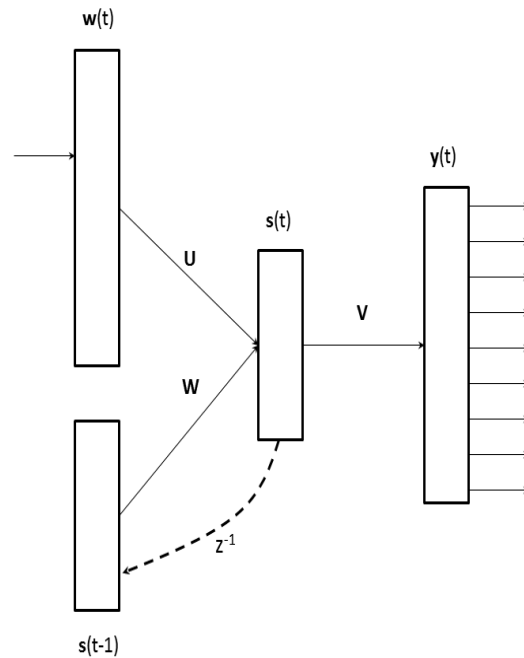 w(t)
y(t)
s(t)
U
V
W
z⁻¹
s(t-1)